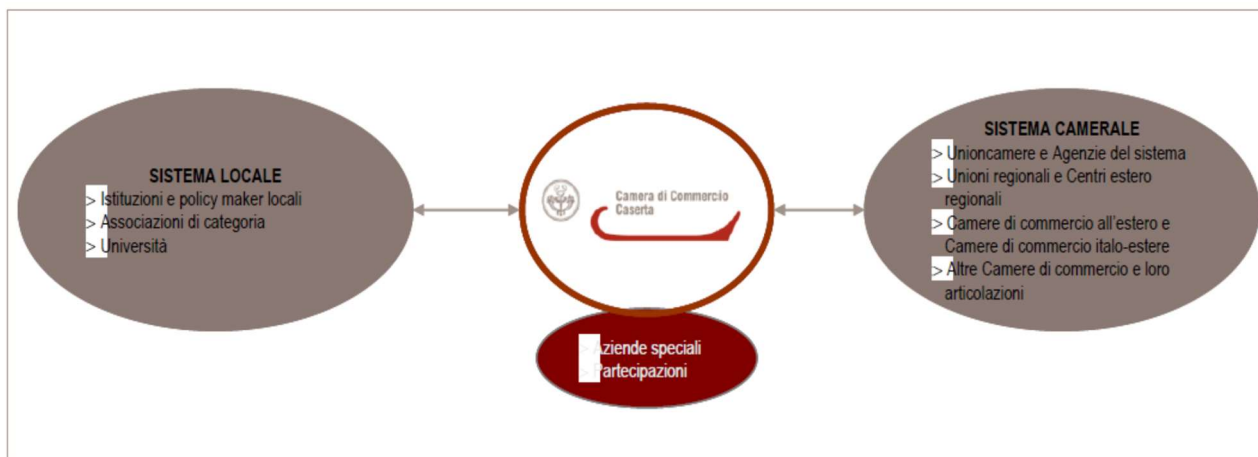 SISTEMA LOCALE
> Istituzioni e policy maker locali
> Associazioni di categoria
> Università
Camera di Commercio
Caserta
> Aziende speciali
> Partecipazioni
SISTEMA CAMERALE
> Unioncamere e Agenzie del sistema
> Unioni regionali e Centri estero
regionali
> Camere di commercio all'estero e
Camere di commercio italo-estere
> Altre Camere di commercio e loro
articolazioni